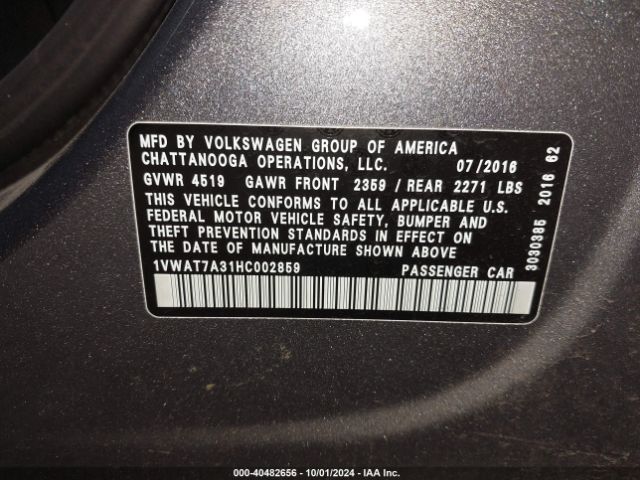 MFD BY VOLKSWAGEN GROUP OF AMERICA
CHATTANOOGA OPERATIONS, LLC. 07/2016
GVWR 4519 GAWR FRONT 2359 / REAR 2271 LBS
THIS VEHICLE CONFORMS TO ALL APPLICABLE U.S.
FEDERAL MOTOR VEHICLE SAFETY, BUMPER AND
THEFT PREVENTION STANDARDS IN EFFECT ON
THE DATE OF MANUFACTURE SHOWN ABOVE
1VWAT7A31HC002859 PASSENGER CAR
3030385 2016 62
000-40482656 - 10/01/2024 - IAA Inc.